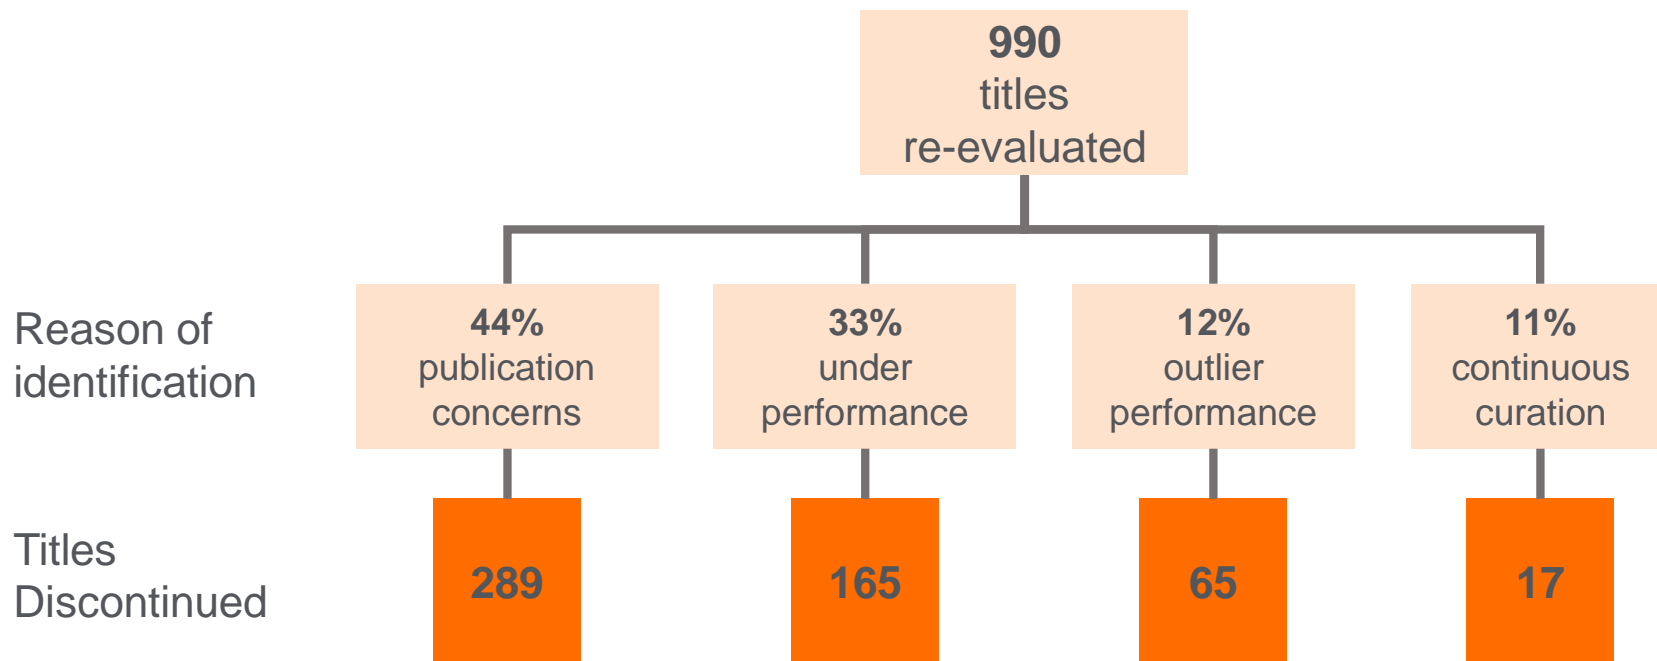 990
titles
re-evaluated
Reason of
identification
44%
publication
concerns
33%
under
performance
12%
outlier
performance
11%
continuous
curation
Titles
Discontinued
289
165
65
17